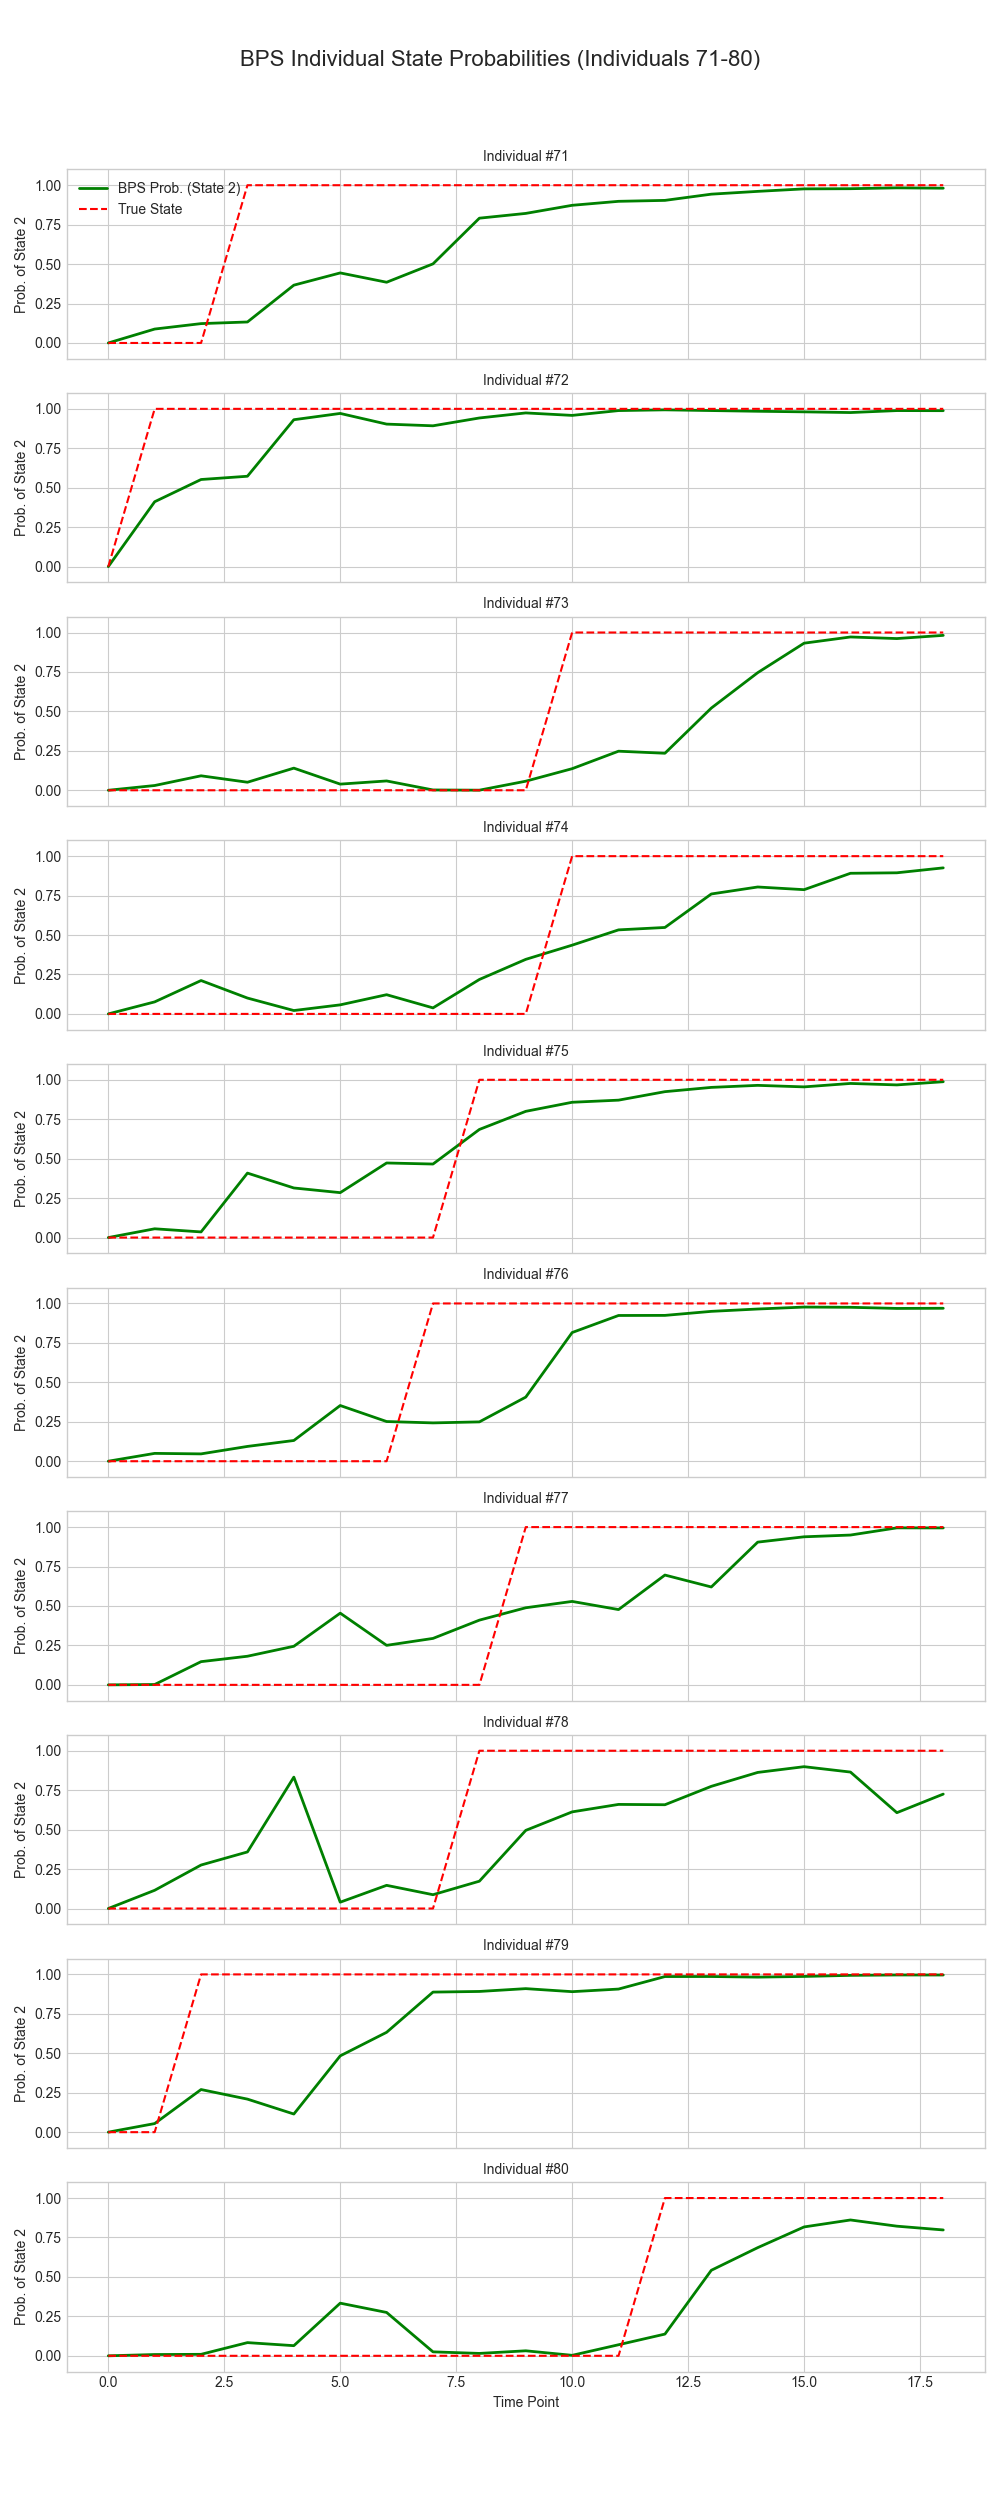 BPS Individual State Probabilities (Individuals 71-80)
Individual #71
Prob. of State 2
1.00
0.75
0.50
0.25
0.00
BPS Prob. (State 2)
True State
Individual #72
Prob. of State 2
1.00
0.75
0.50
0.25
0.00
Individual #73
Prob. of State 2
1.00
0.75
0.50
0.25
0.00
Individual #74
Prob. of State 2
1.00
0.75
0.50
0.25
0.00
Individual #75
Prob. of State 2
1.00
0.75
0.50
0.25
0.00
Individual #76
Prob. of State 2
1.00
0.75
0.50
0.25
0.00
Individual #77
Prob. of State 2
1.00
0.75
0.50
0.25
0.00
Individual #78
Prob. of State 2
1.00
0.75
0.50
0.25
0.00
Individual #79
Prob. of State 2
1.00
0.75
0.50
0.25
0.00
Individual #80
Prob. of State 2
1.00
0.75
0.50
0.25
0.00
0.0 2.5 5.0 7.5 10.0 12.5 15.0 17.5
Time Point